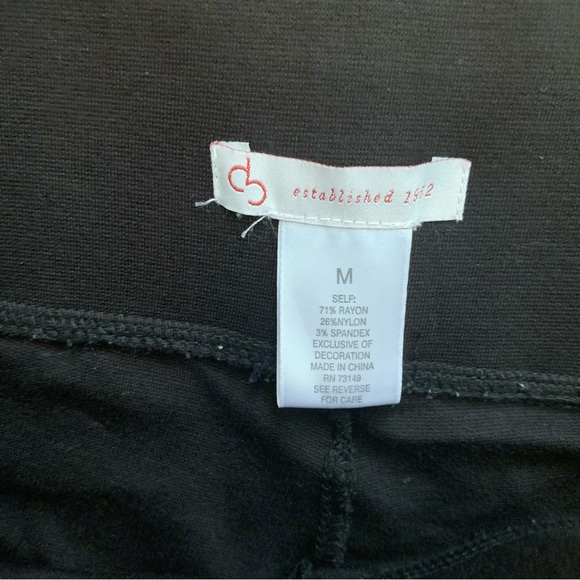 established 1962
M
SELF:
71% RAYON
26%NYLON
3% SPANDEX
EXCLUSIVE OF
DECORATION
MADE IN CHINA
RN 73149
SEE REVERSE
FOR CARE